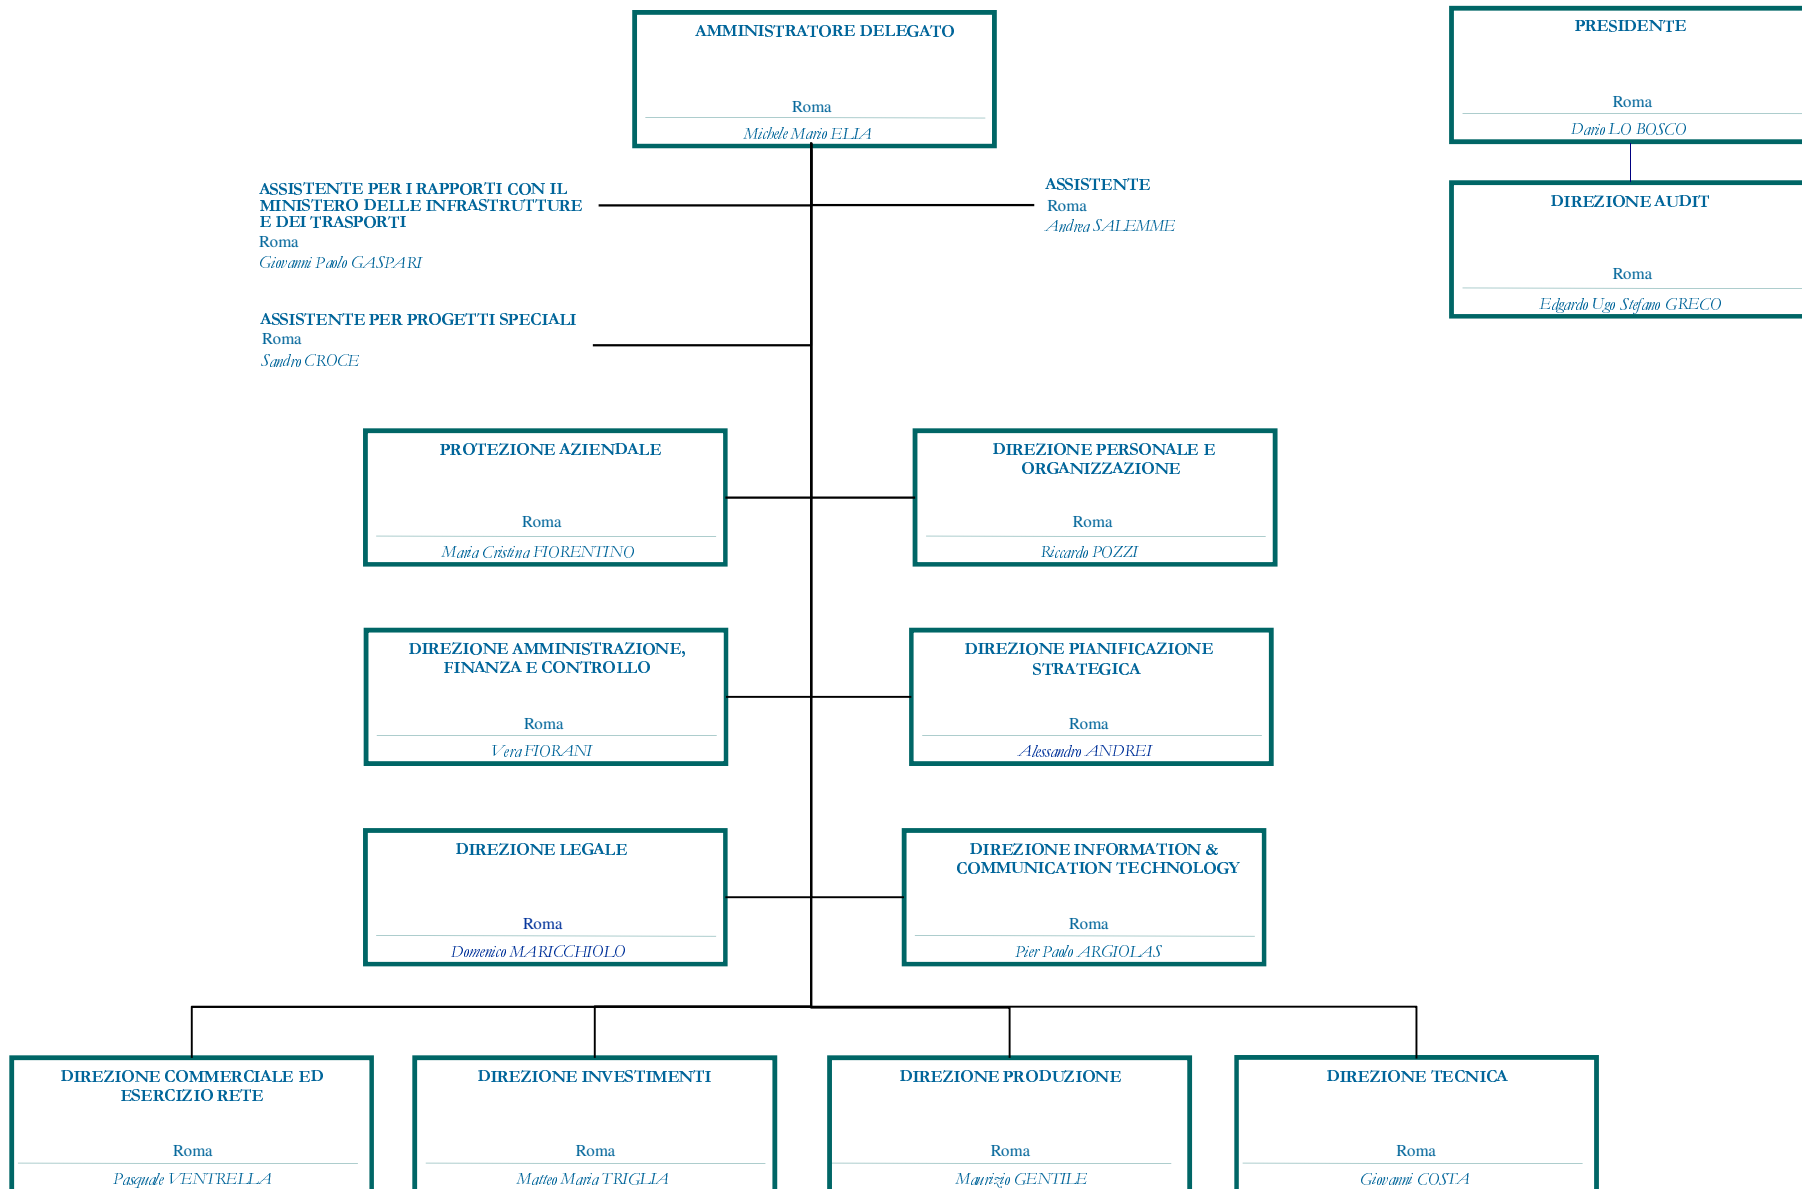 AMMINISTRATORE DELEGATO
Roma
Michele Mario ELIA
PRESIDENTE
Roma
Dario LO BOSCO
DIREZIONE AUDIT
Roma
Edgardo Ugo Stefano GRECO
ASSISTENTE PER I RAPPORTI CON IL
MINISTERO DELLE INFRASTRUTTURE
E DEI TRASPORTI
Roma
Giovanni Paolo GASPARI
ASSISTENTE
Roma
Andrea SALEMME
ASSISTENTE PER PROGETTI SPECIALI
Roma
Sandro CROCE
PROTEZIONE AZIENDALE
Roma
Maria Cristina FIORENTINO
DIREZIONE PERSONALE E
ORGANIZZAZIONE
Roma
Riccardo POZZI
DIREZIONE AMMINISTRAZIONE,
FINANZA E CONTROLLO
Roma
Vera FIORANI
DIREZIONE PIANIFICAZIONE
STRATEGICA
Roma
Alessandro ANDREI
DIREZIONE LEGALE
Roma
Domenico MARICCHIOLO
DIREZIONE INFORMATION &
COMMUNICATION TECHNOLOGY
Roma
Pier Paolo ARGIOLAS
DIREZIONE COMMERCIALE ED
ESERCIZIO RETE
Roma
Pasquale VENTRELLA
DIREZIONE INVESTIMENTI
Roma
Matteo Maria TRIGLIA
DIREZIONE PRODUZIONE
Roma
Maurizio GENTILE
DIREZIONE TECNICA
Roma
Giovanni COSTA